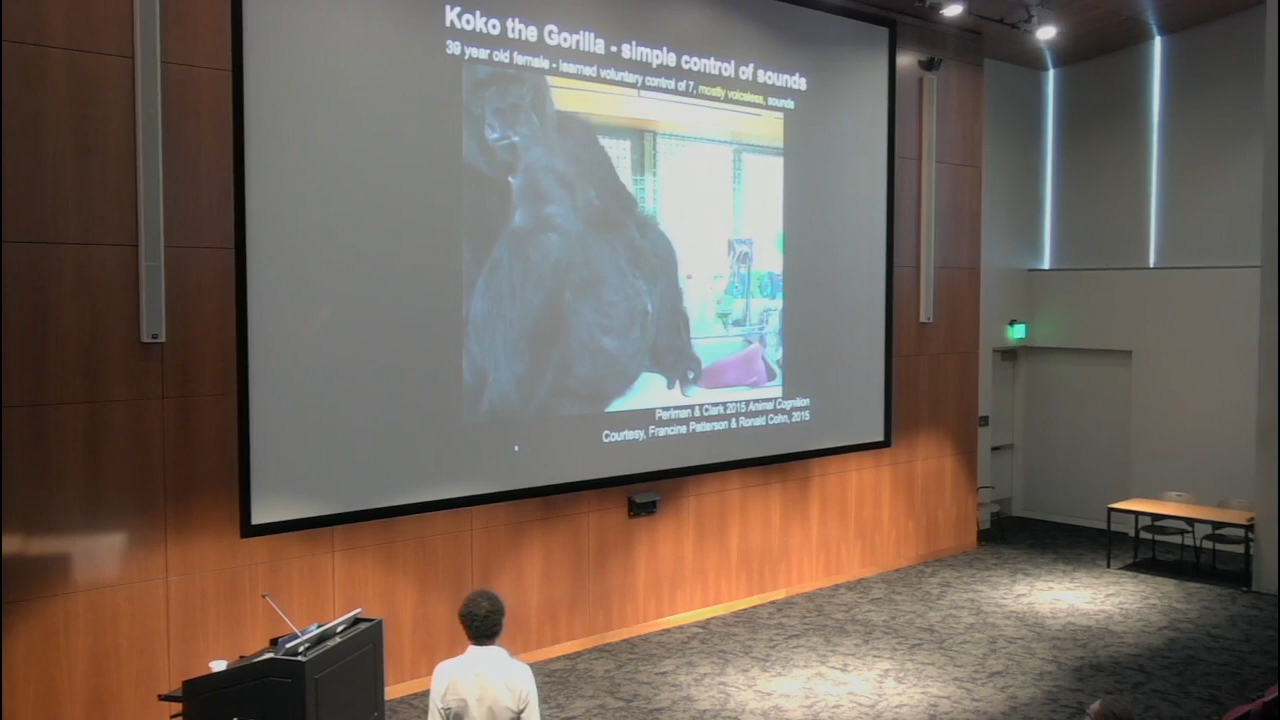 Koko the Gorilla - simple control of sounds
39 year old female - learned voluntary control of 7, mostly voiceless, sounds
Perlman & Clark 2015 Animal Cognition
Courtesy, Francine Patterson & Ronald Cohn, 2015